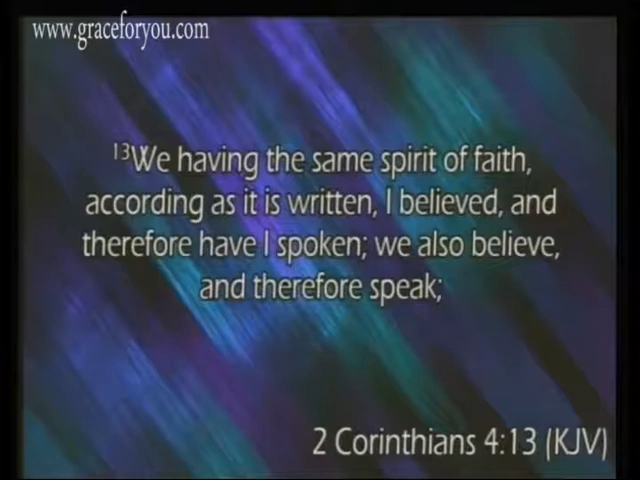 www.graceforyou.com
13We having the same spirit of faith,
according as it is written, I believed, and
therefore have I spoken; we also believe,
and therefore speak;
2 Corinthians 4:13 (KJV)